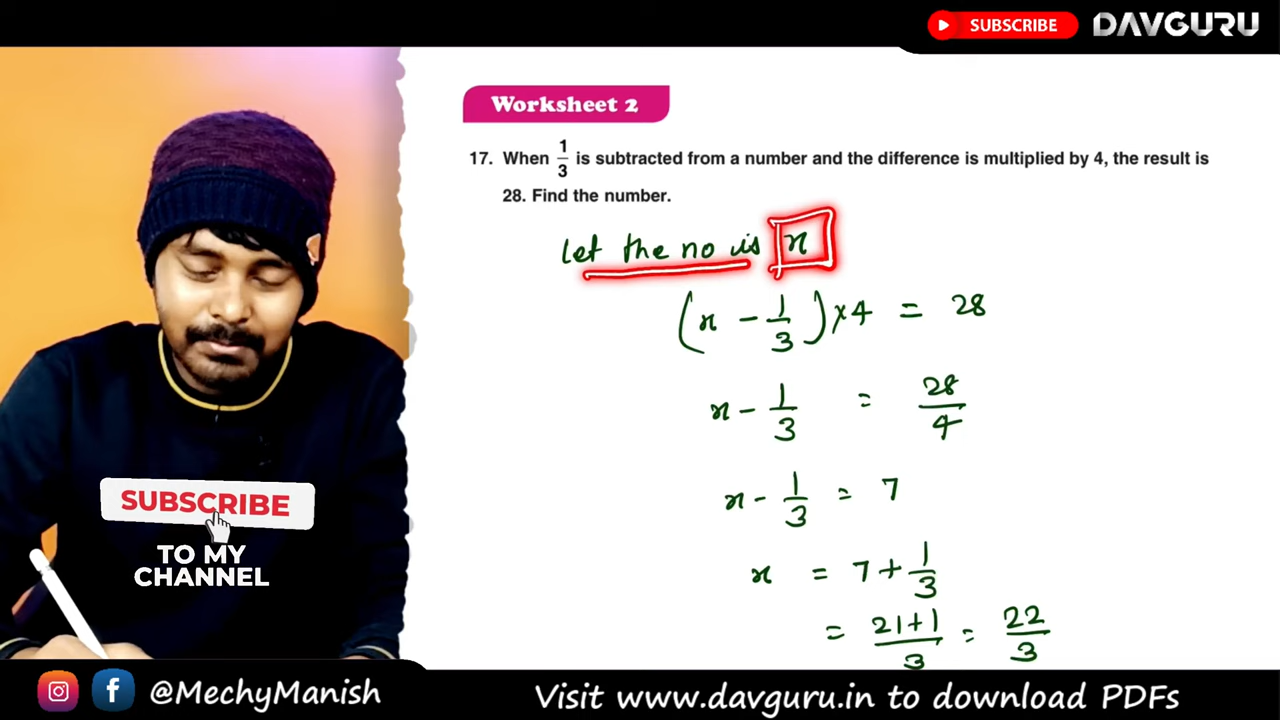 SUBSCRIBE DAVGURU
Worksheet 2
17. When 1/3 is subtracted from a number and the difference is multiplied by 4, the result is
28. Find the number.
let the no is x
(x - 1/3) × 4 = 28
x - 1/3 = 28/4
x - 1/3 = 7
x = 7 + 1/3
= 21+1/3 = 22/3
SUBSCRIBE
TO MY
CHANNEL
@MechyManish
Visit www.davguru.in to download PDFs